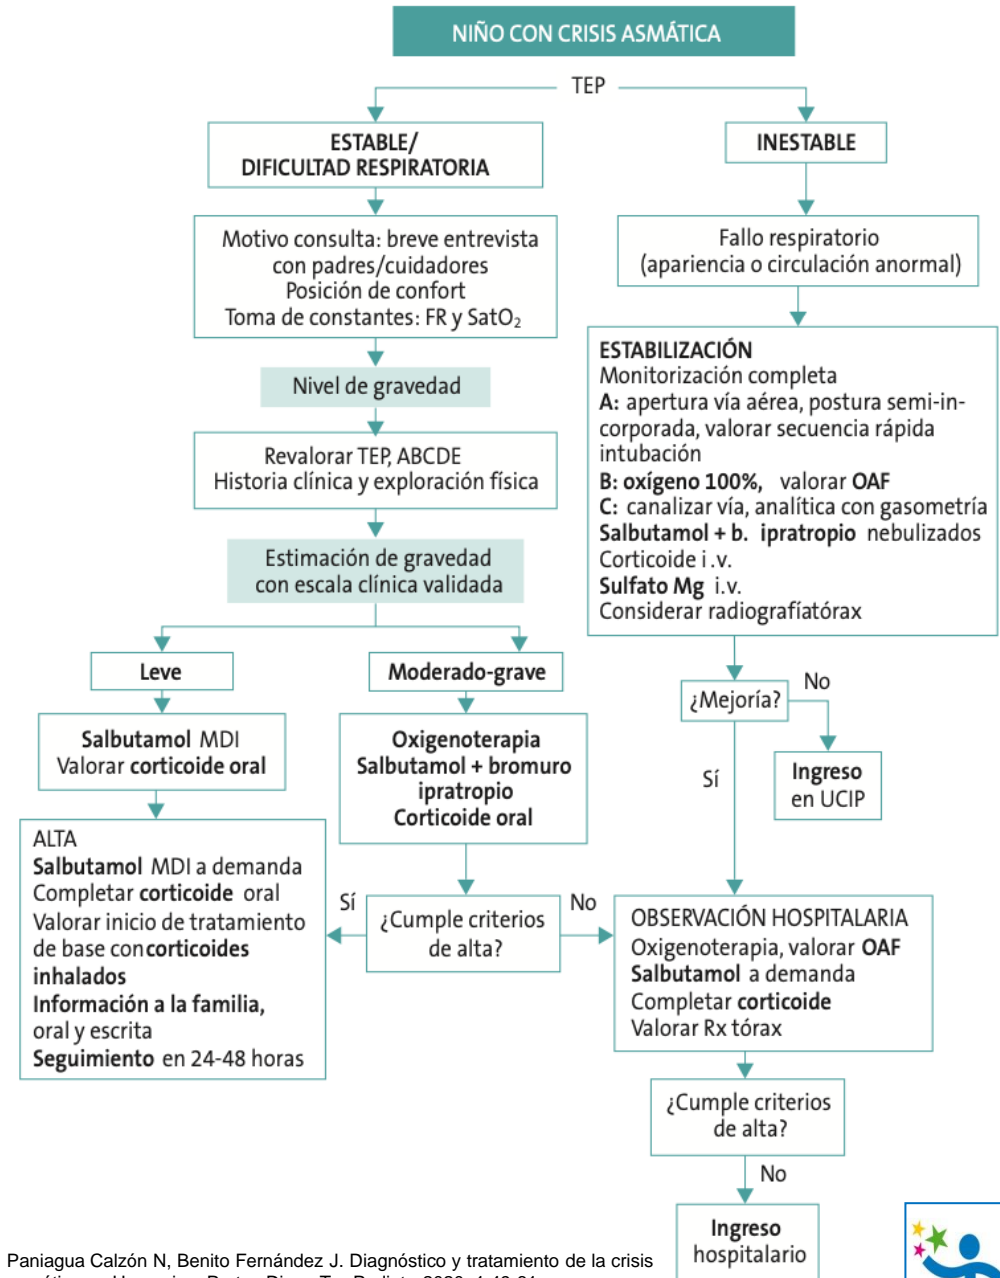 NIÑO CON CRISIS ASMÁTICA
TEP
ESTABLE/
DIFICULTAD RESPIRATORIA
INESTABLE
Motivo consulta: breve entrevista
con padres/cuidadores
Posición de confort
Toma de constantes: FR y SatO₂
Fallo respiratorio
(apariencia o circulación anormal)
Nivel de gravedad
Revalorar TEP, ABCDE
Historia clínica y exploración física
Estimación de gravedad
con escala clínica validada
ESTABILIZACIÓN
Monitorización completa
A: apertura vía aérea, postura semi-in-
corporada, valorar secuencia rápida
intubación
B: oxígeno 100%, valorar OAF
C: canalizar vía, analítica con gasometría
Salbutamol + b. ipratropio nebulizados
Corticoide i.v.
Sulfato Mg i.v.
Considerar radiografíatórax
Leve
Moderado-grave
¿Mejoría?
No
Sí
Ingreso
en UCIP
Salbutamol MDI
Valorar corticoide oral
Oxigenoterapia
Salbutamol + bromuro
ipratropio
Corticoide oral
ALTA
Salbutamol MDI a demanda
Completar corticoide oral
Valorar inicio de tratamiento
de base con corticoides
inhalados
Información a la familia,
oral y escrita
Seguimiento en 24-48 horas
Sí
¿Cumple criterios
de alta?
No
OBSERVACIÓN HOSPITALARIA
Oxigenoterapia, valorar OAF
Salbutamol a demanda
Completar corticoide
Valorar Rx tórax
¿Cumple criterios
de alta?
No
Ingreso
hospitalario
Paniagua Calzón N, Benito Fernández J. Diagnóstico y tratamiento de la crisis